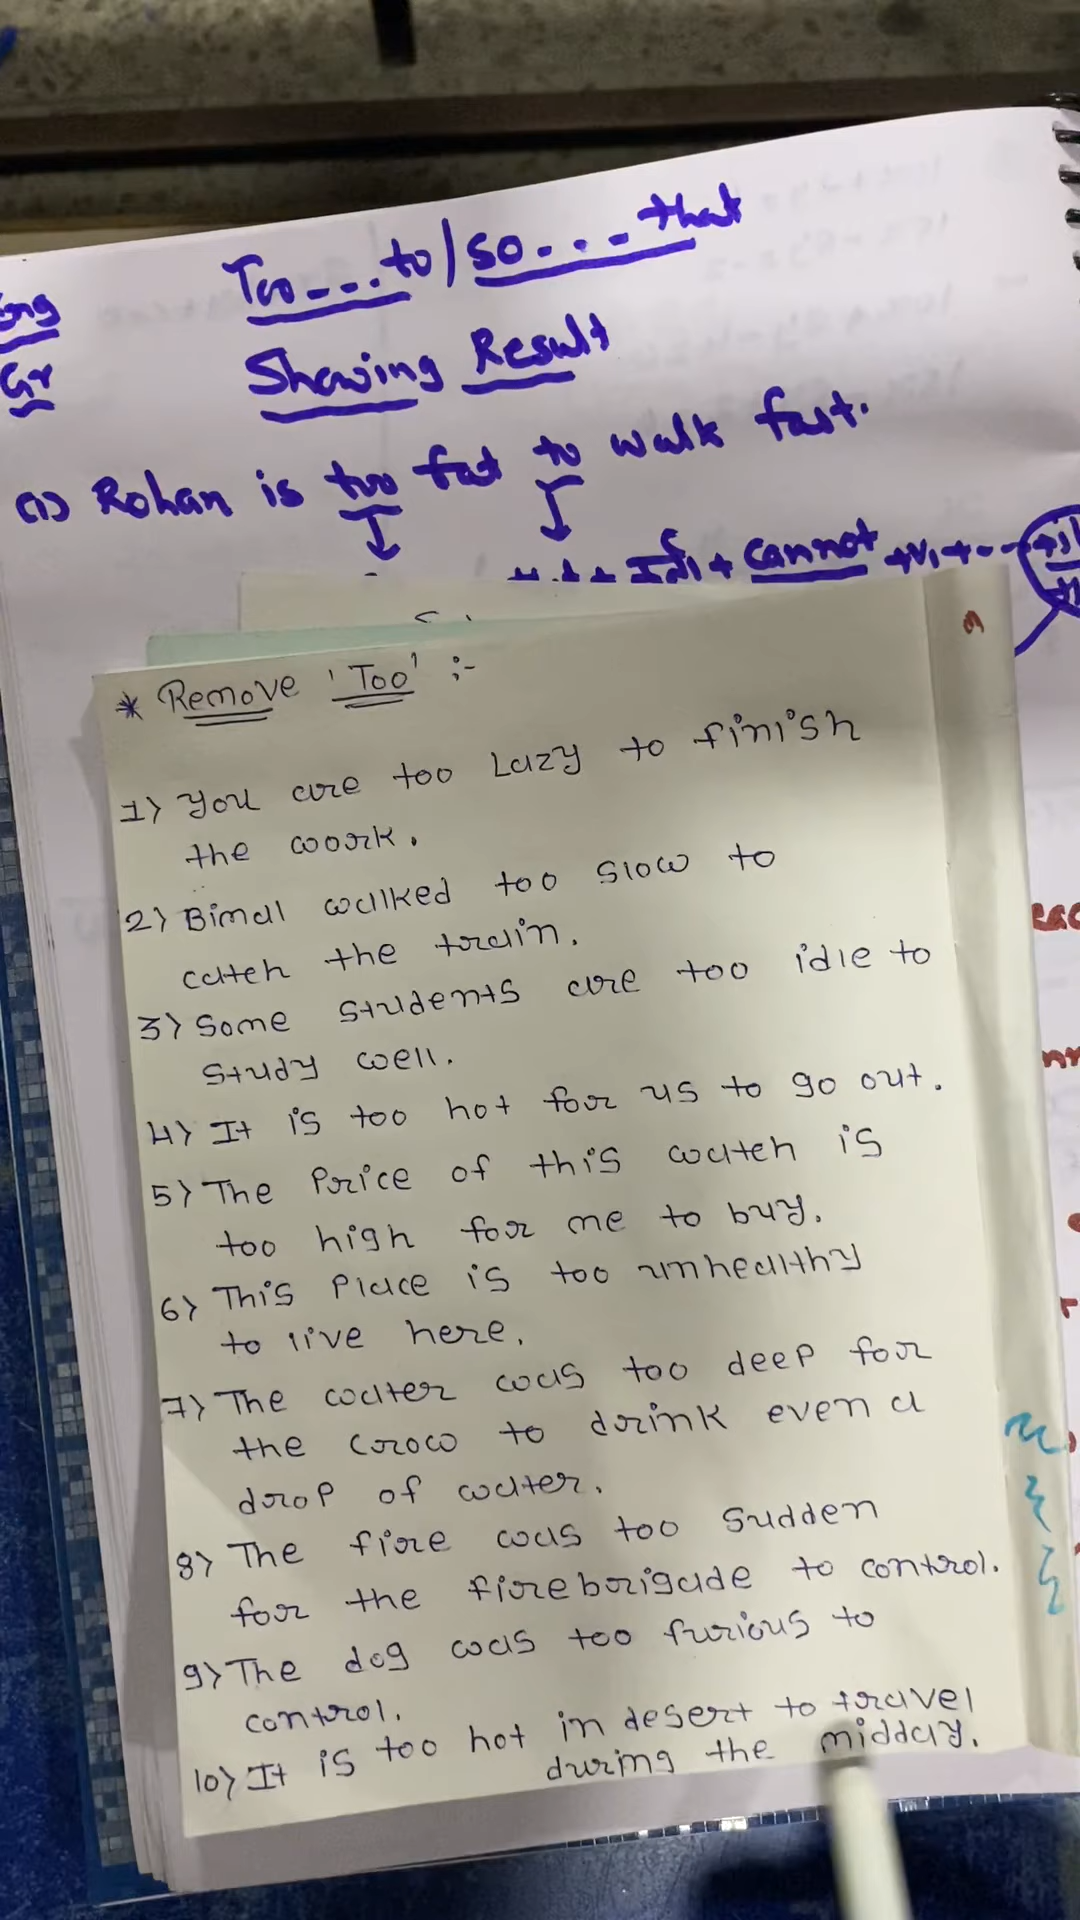 Eng
Gr
Too...to/so...that
Showing Result
(1) Rohan is too fat to walk fast.
cannot + V1 +
* Remove 'Too' :-
1) You are too Lazy to finish
the work.
2) Bimal walked too slow to
catch the train.
3) Some students are too idle to
study well.
4) It is too hot for us to go out.
5) The Price of this watch is
too high for me to buy.
6) This Place is too unhealthy
to live here.
7) The water was too deep for
the crow to drink even a
drop of water.
8) The fire was too sudden
for the firebrigade to control.
9) The dog was too furious to
control.
10) It is too hot in desert to travel
during the midday.